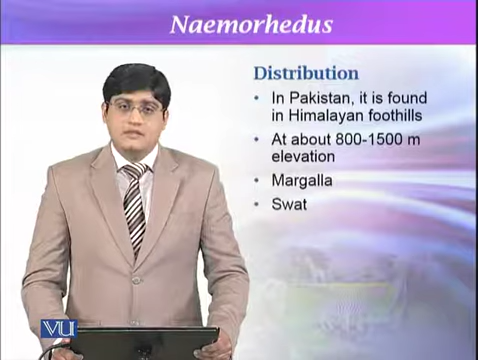 Naemorhedus
Distribution
• In Pakistan, it is found
in Himalayan foothills
• At about 800-1500 m
elevation
• Margalla
• Swat
VU